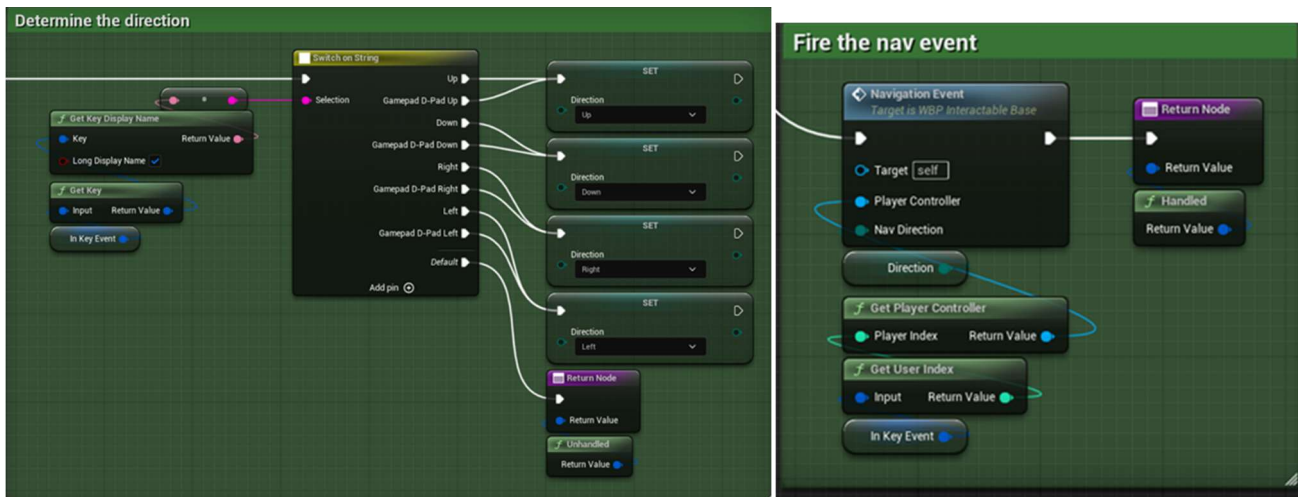 Determine the direction
Switch on String
Selection
Up
Gamepad D-Pad Up
Down
Gamepad D-Pad Down
Right
Gamepad D-Pad Right
Left
Gamepad D-Pad Left
Default
Add pin
f Get Key Display Name
Key
Return Value
Long Display Name
f Get Key
Input
Return Value
In Key Event
SET
Direction
Up
SET
Direction
Down
SET
Direction
Right
SET
Direction
Left
Return Node
Return Value
f Unhandled
Return Value
Fire the nav event
Navigation Event
Target is WBP Interactable Base
Target self
Player Controller
Nav Direction
Direction
f Get Player Controller
Player Index
Return Value
f Get User Index
Input
Return Value
In Key Event
Return Node
Return Value
f Handled
Return Value